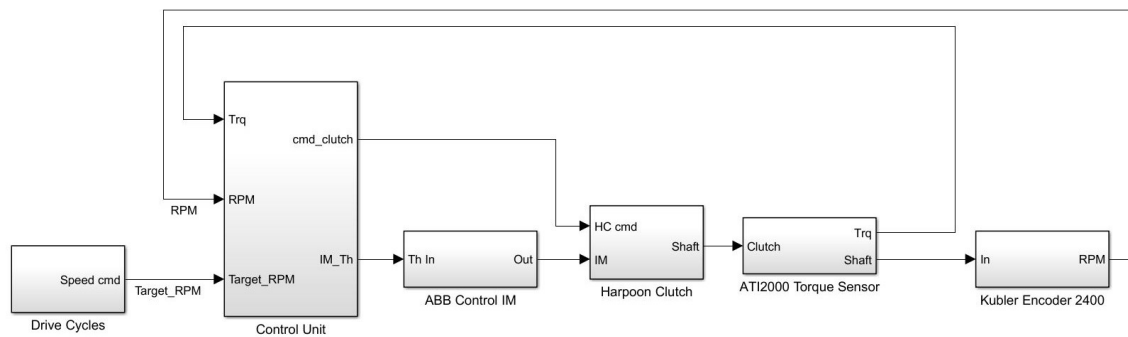 Trq
cmd_clutch
RPM
RPM
HC cmd
Trq
Shaft
Clutch
Speed cmd
IM_Th
Th In
Out
IM
Shaft
In
RPM
Target_RPM
Target_RPM
ABB Control IM
Harpoon Clutch
ATI2000 Torque Sensor
Kubler Encoder 2400
Drive Cycles
Control Unit